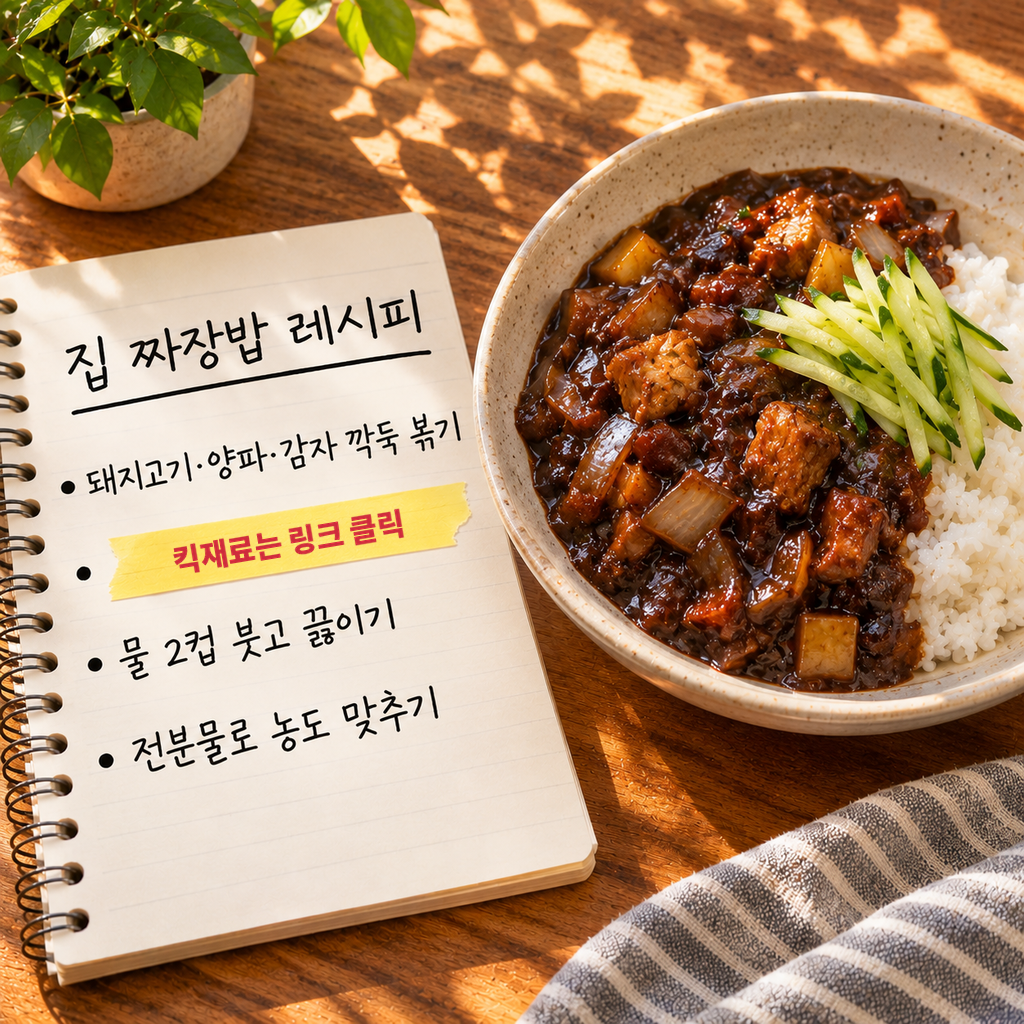 집 짜장밥 레시피
• 돼지고기·양파·감자 깍둑 볶기
• 킥재료는 링크 클릭
• 물 2컵 붓고 끓이기
• 전분물로 농도 맞추기